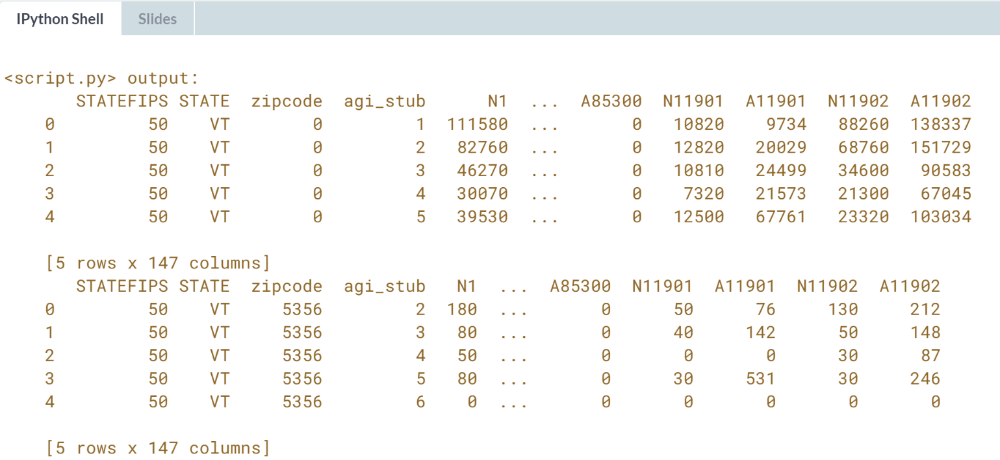 IPython Shell Slides
<script.py> output:
STATEFIPS STATE zipcode agi_stub N1 ... A85300 N11901 A11901 N11902 A11902
0 50 VT 0 1 111580 ... 0 10820 9734 88260 138337
1 50 VT 0 2 82760 ... 0 12820 20029 68760 151729
2 50 VT 0 3 46270 ... 0 10810 24499 34600 90583
3 50 VT 0 4 30070 ... 0 7320 21573 21300 67045
4 50 VT 0 5 39530 ... 0 12500 67761 23320 103034
[5 rows x 147 columns]
STATEFIPS STATE zipcode agi_stub N1 ... A85300 N11901 A11901 N11902 A11902
0 50 VT 5356 2 180 ... 0 50 76 130 212
1 50 VT 5356 3 80 ... 0 40 142 50 148
2 50 VT 5356 4 50 ... 0 0 0 30 87
3 50 VT 5356 5 80 ... 0 30 531 30 246
4 50 VT 5356 6 0 ... 0 0 0 0 0
[5 rows x 147 columns]